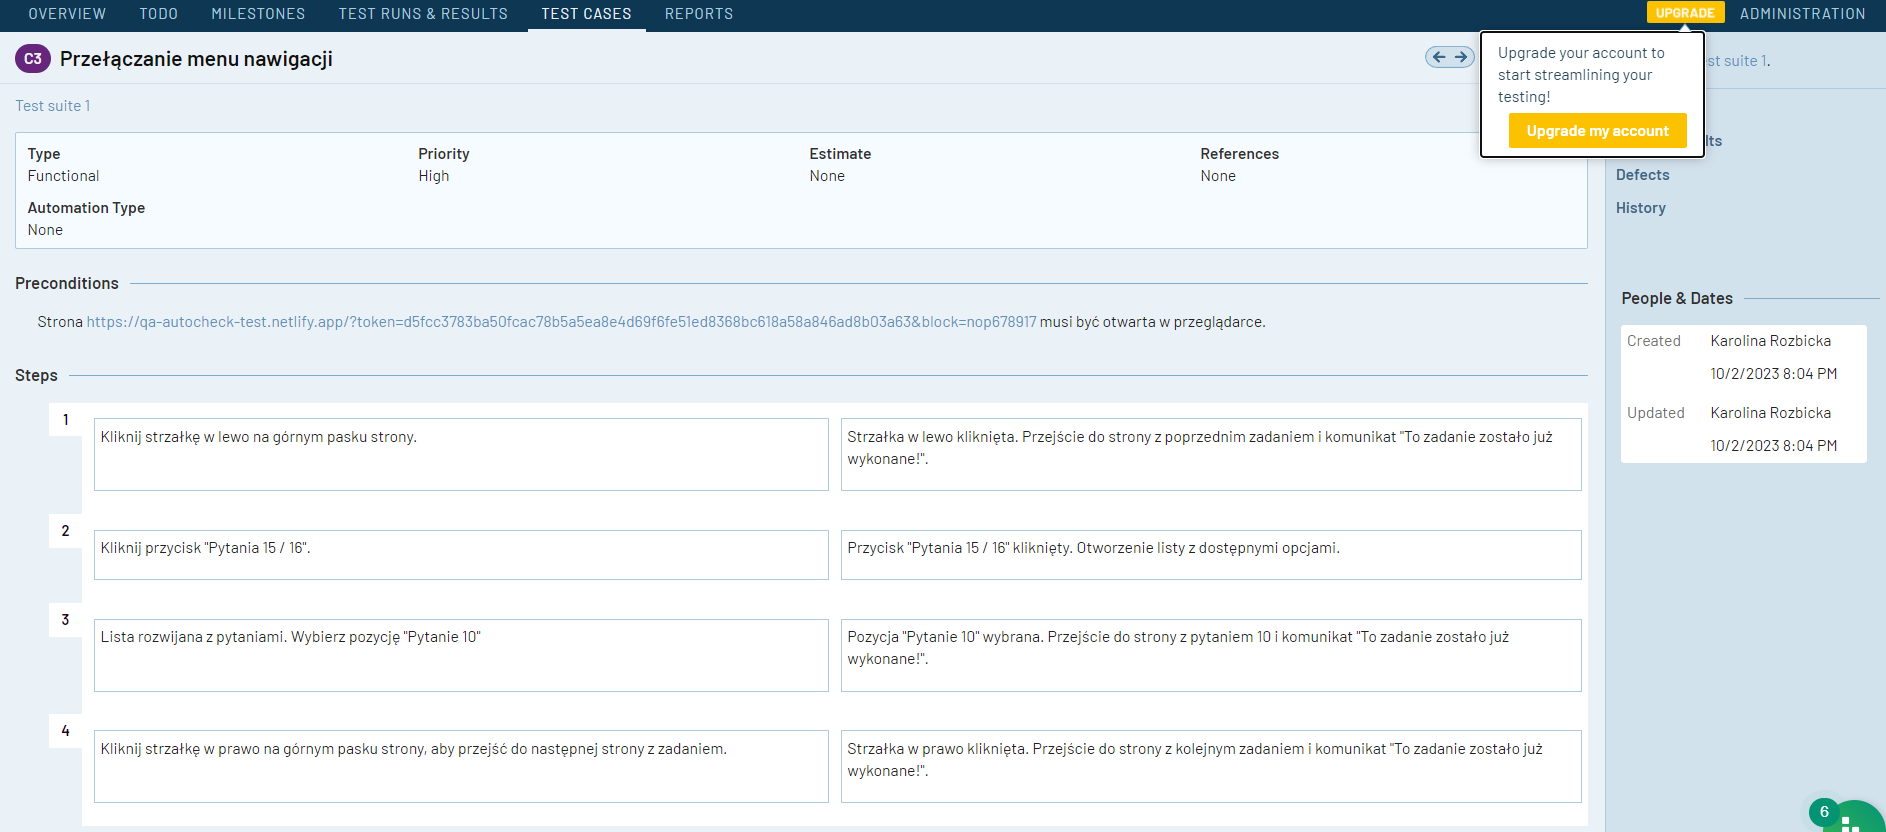 OVERVIEW TODO MILESTONES TEST RUNS & RESULTS TEST CASES REPORTS UPGRADE ADMINISTRATION
C3 Przełączanie menu nawigacji
Upgrade your account to
start streamlining your
testing!
Upgrade my account
suite 1.
Test suite 1
Type
Functional
Priority
High
Estimate
None
References
None
Automation Type
None
Defects
History
Preconditions
Strona https://qa-autocheck-test.netlify.app/?token=d5fcc3783ba50fcac78b5a5ea8e4d69f6fe51ed8368bc618a58a846ad8b03a63&block=nop678917 musi być otwarta w przeglądarce.
People & Dates
Created Karolina Rozbicka
10/2/2023 8:04 PM
Updated Karolina Rozbicka
10/2/2023 8:04 PM
Steps
1
Kliknij strzałkę w lewo na górnym pasku strony.
Strzałka w lewo kliknięta. Przejście do strony z poprzednim zadaniem i komunikat "To zadanie zostało już
wykonane!".
2
Kliknij przycisk "Pytania 15 / 16".
Przycisk "Pytania 15 / 16" kliknięty. Otworzenie listy z dostępnymi opcjami.
3
Lista rozwijana z pytaniami. Wybierz pozycję "Pytanie 10"
Pozycja "Pytanie 10" wybrana. Przejście do strony z pytaniem 10 i komunikat "To zadanie zostało już
wykonane!".
4
Kliknij strzałkę w prawo na górnym pasku strony, aby przejść do następnej strony z zadaniem.
Strzałka w prawo kliknięta. Przejście do strony z kolejnym zadaniem i komunikat "To zadanie zostało już
wykonane!".
6